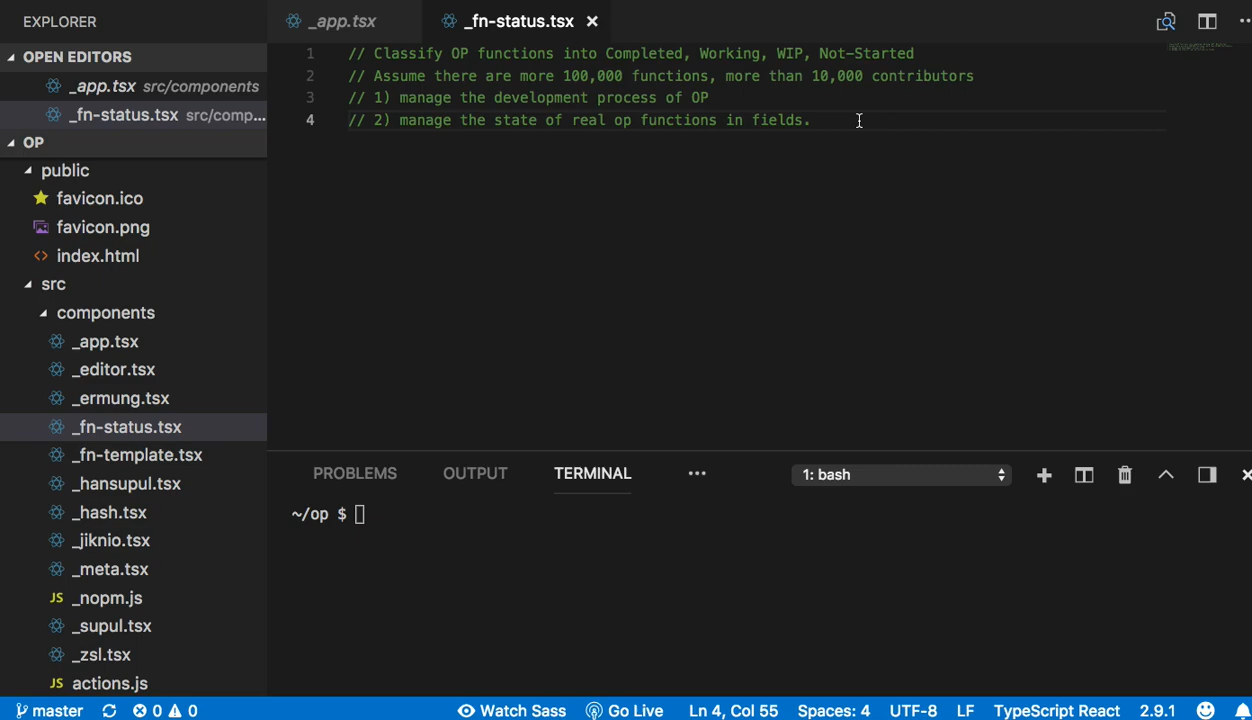 EXPLORER
OPEN EDITORS
_app.tsx src/components
_fn-status.tsx src/comp...
OP
public
favicon.ico
favicon.png
index.html
src
components
_app.tsx
_editor.tsx
_ermung.tsx
_fn-status.tsx
_fn-template.tsx
_hansupul.tsx
_hash.tsx
_jiknio.tsx
_meta.tsx
JS _nopm.js
_supul.tsx
_zsl.tsx
JS actions.js
_app.tsx
_fn-status.tsx
1 // Classify OP functions into Completed, Working, WIP, Not-Started
2 // Assume there are more 100,000 functions, more than 10,000 contributors
3 // 1) manage the development process of OP
4 // 2) manage the state of real op functions in fields.
PROBLEMS OUTPUT TERMINAL ... 1: bash
~/op $
master 0 0 Watch Sass Go Live Ln 4, Col 55 Spaces: 4 UTF-8 LF TypeScript React 2.9.1